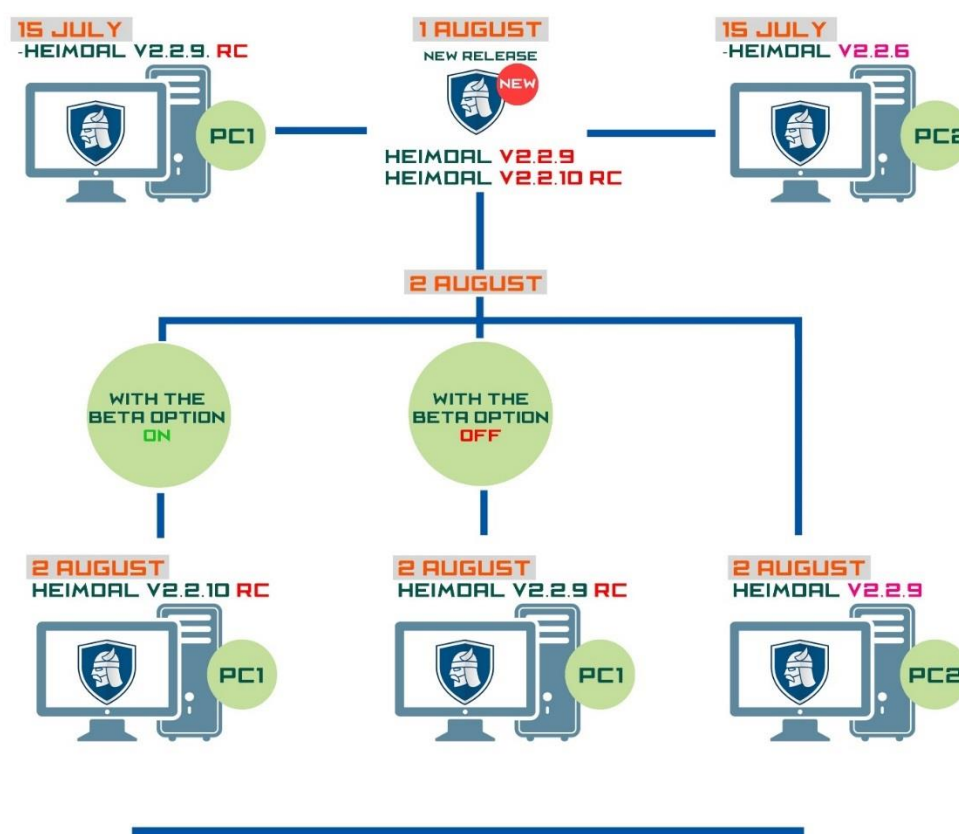 15 JULY
-HEIMDAL V2.2.9. RC
PC1
1 AUGUST
NEW RELEASE
NEW
HEIMDAL V2.2.9
HEIMDAL V2.2.10 RC
15 JULY
-HEIMDAL V2.2.6
PC2
2 AUGUST
WITH THE
BETA OPTION
ON
WITH THE
BETA OPTION
OFF
2 AUGUST
HEIMDAL V2.2.10 RC
PC1
2 AUGUST
HEIMDAL V2.2.9 RC
PC1
2 AUGUST
HEIMDAL V2.2.9
PC2